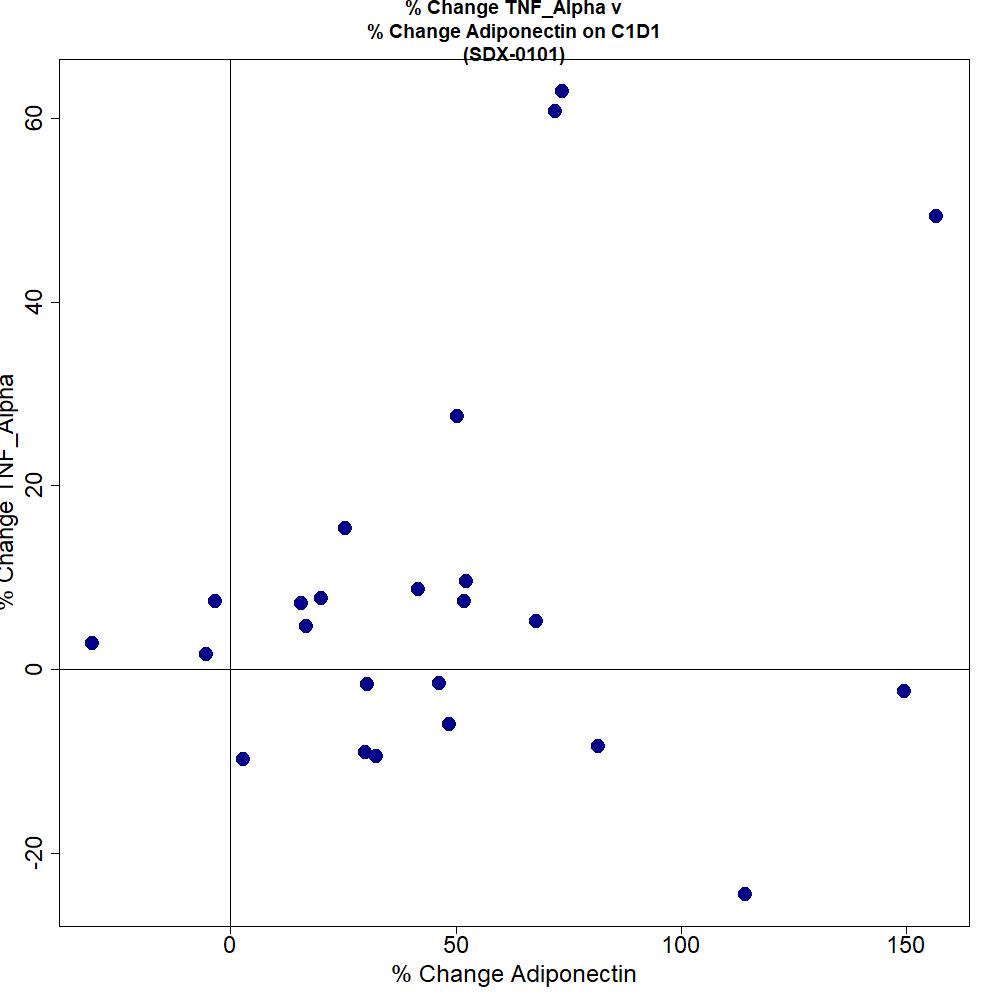 % Change TNF_Alpha v
% Change Adiponectin on C1D1
(SDX-0101)
% Change TNF_Alpha
60
40
20
0
-20
0
50
100
150
% Change Adiponectin